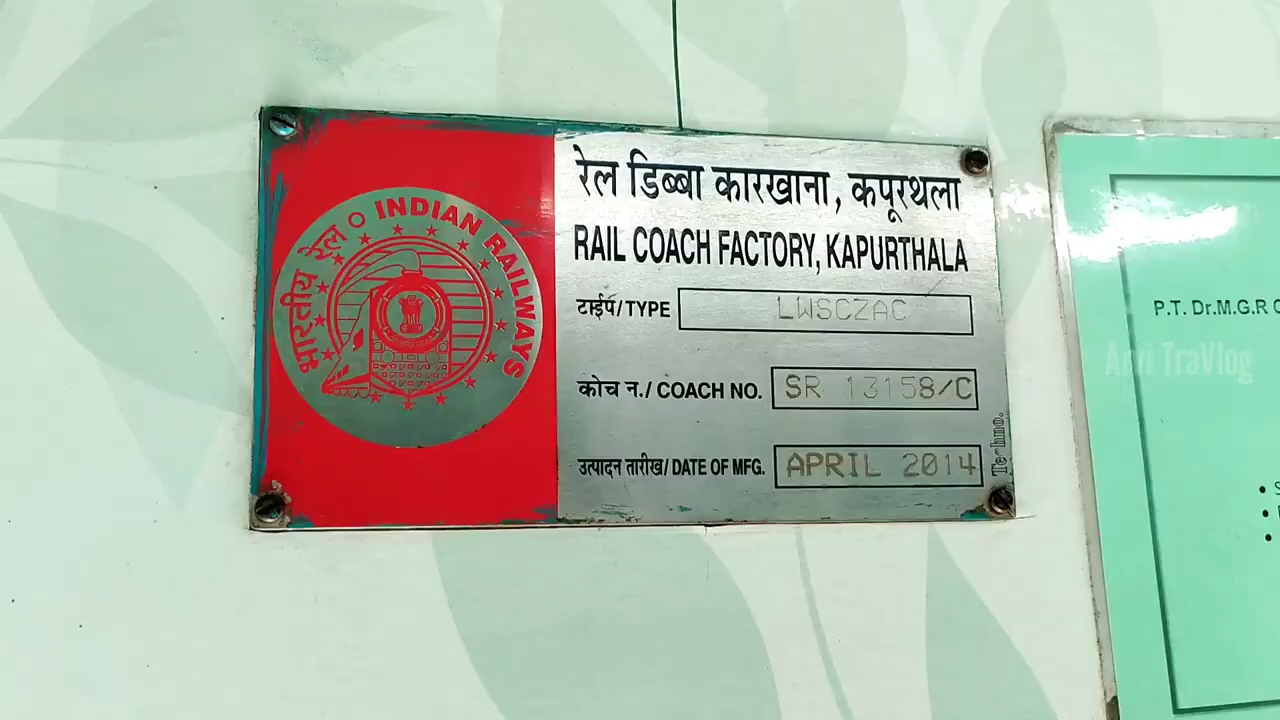 भारतीय रेल INDIAN RAILWAYS
रेल डिब्बा कारखाना, कपूरथला
RAIL COACH FACTORY, KAPURTHALA
टाईप/TYPE LWSCZAC
कोच न./ COACH NO. SR 13158/C
उत्पादन तारीख/ DATE OF MFG. APRIL 2014
Techno.
P.T. Dr.M.G.R
TraVlog